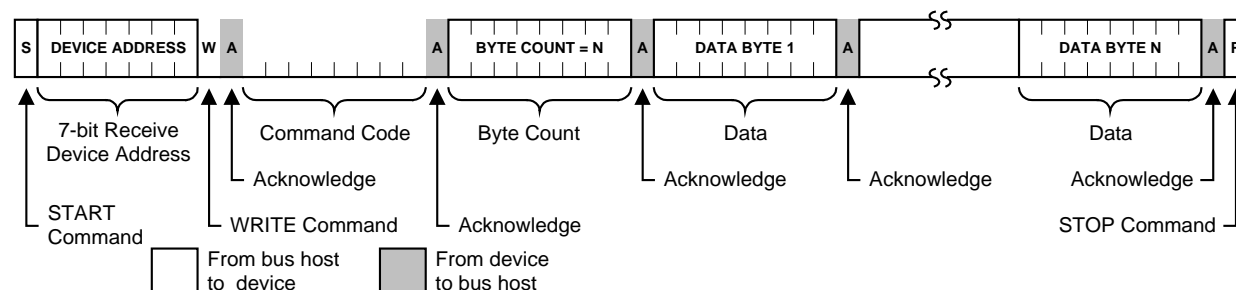 S DEVICE ADDRESS W A A BYTE COUNT = N A DATA BYTE 1 A DATA BYTE N A
7-bit Receive
Device Address
Command Code
Byte Count
Data
Data
Acknowledge
Acknowledge
Acknowledge
Acknowledge
START
Command
WRITE Command
Acknowledge
STOP Command
From bus host
to device
From device
to bus host